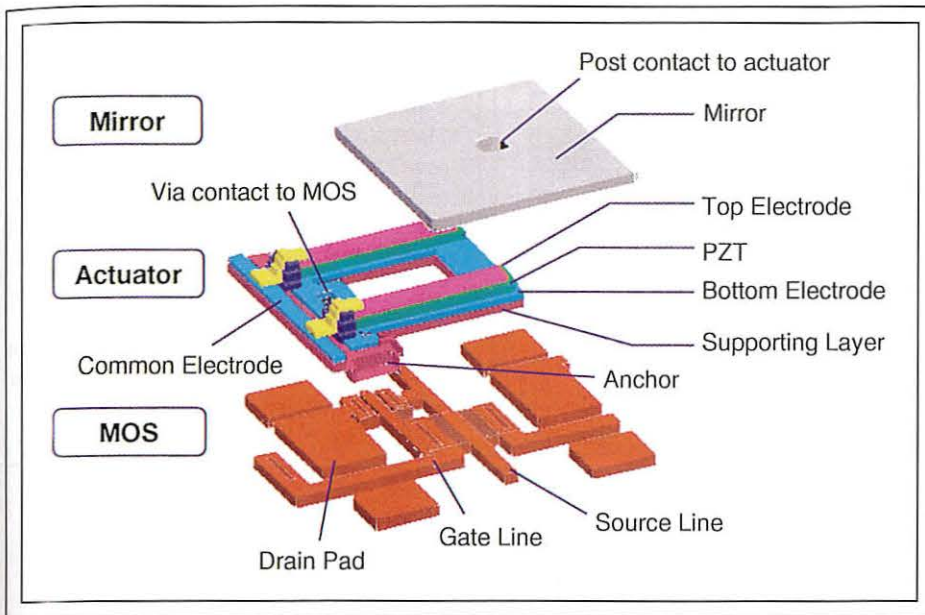 Post contact to actuator
Mirror
Mirror
Via contact to MOS
Top Electrode
PZT
Actuator
Bottom Electrode
Supporting Layer
Common Electrode
Anchor
MOS
Source Line
Gate Line
Drain Pad